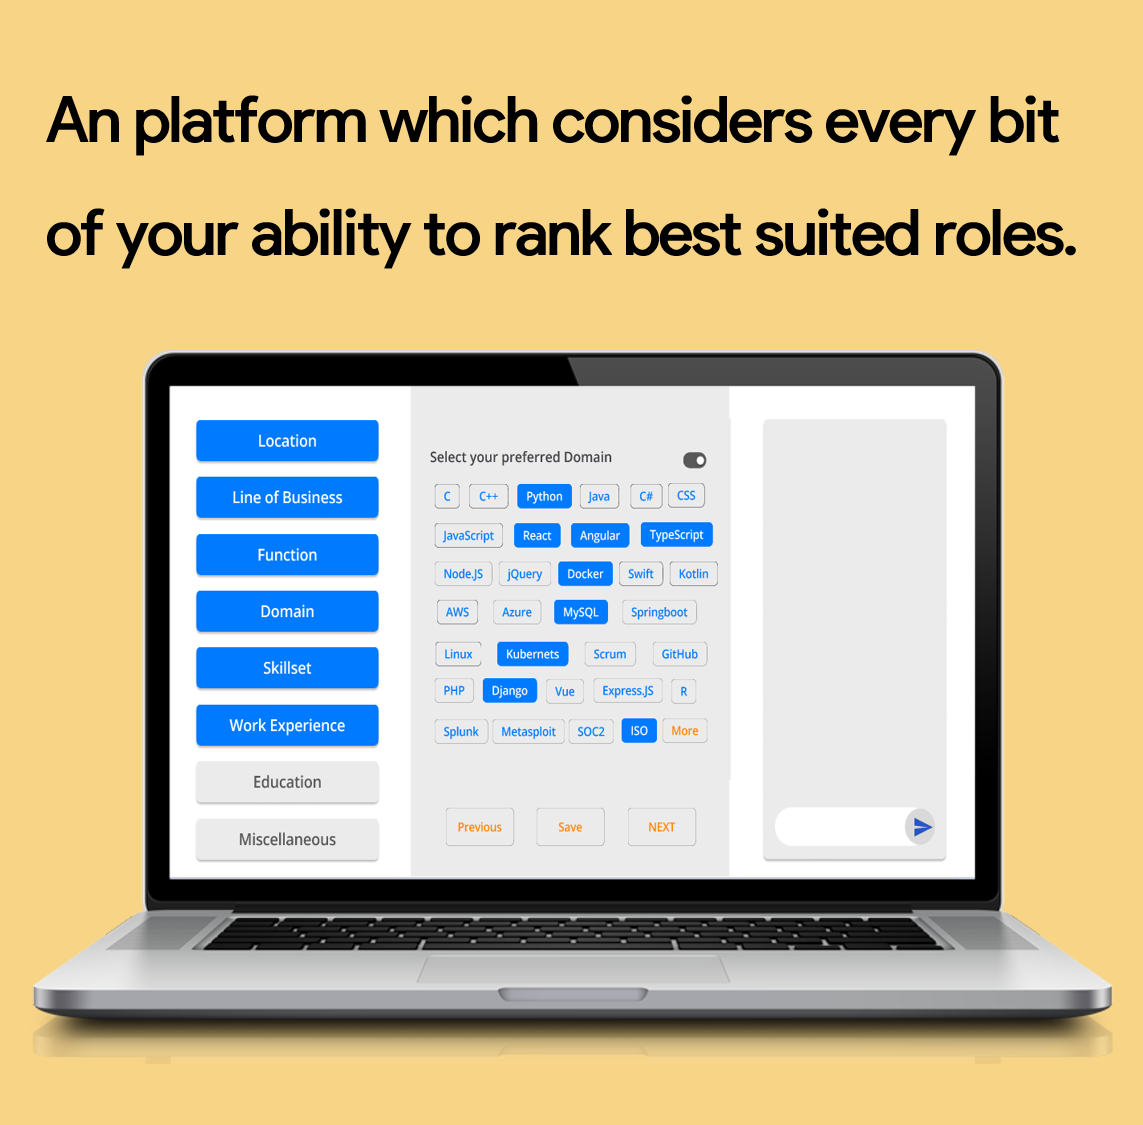 An platform which considers every bit
of your ability to rank best suited roles.
Location
Line of Business
Function
Domain
Skillset
Work Experience
Education
Miscellaneous
Select your preferred Domain
C C++ Python Java C# CSS
JavaScript React Angular TypeScript
Node.JS jQuery Docker Swift Kotlin
AWS Azure MySQL Springboot
Linux Kubernets Scrum GitHub
PHP Django Vue Express.JS R
Splunk Metasploit SOC2 ISO More
Previous Save NEXT